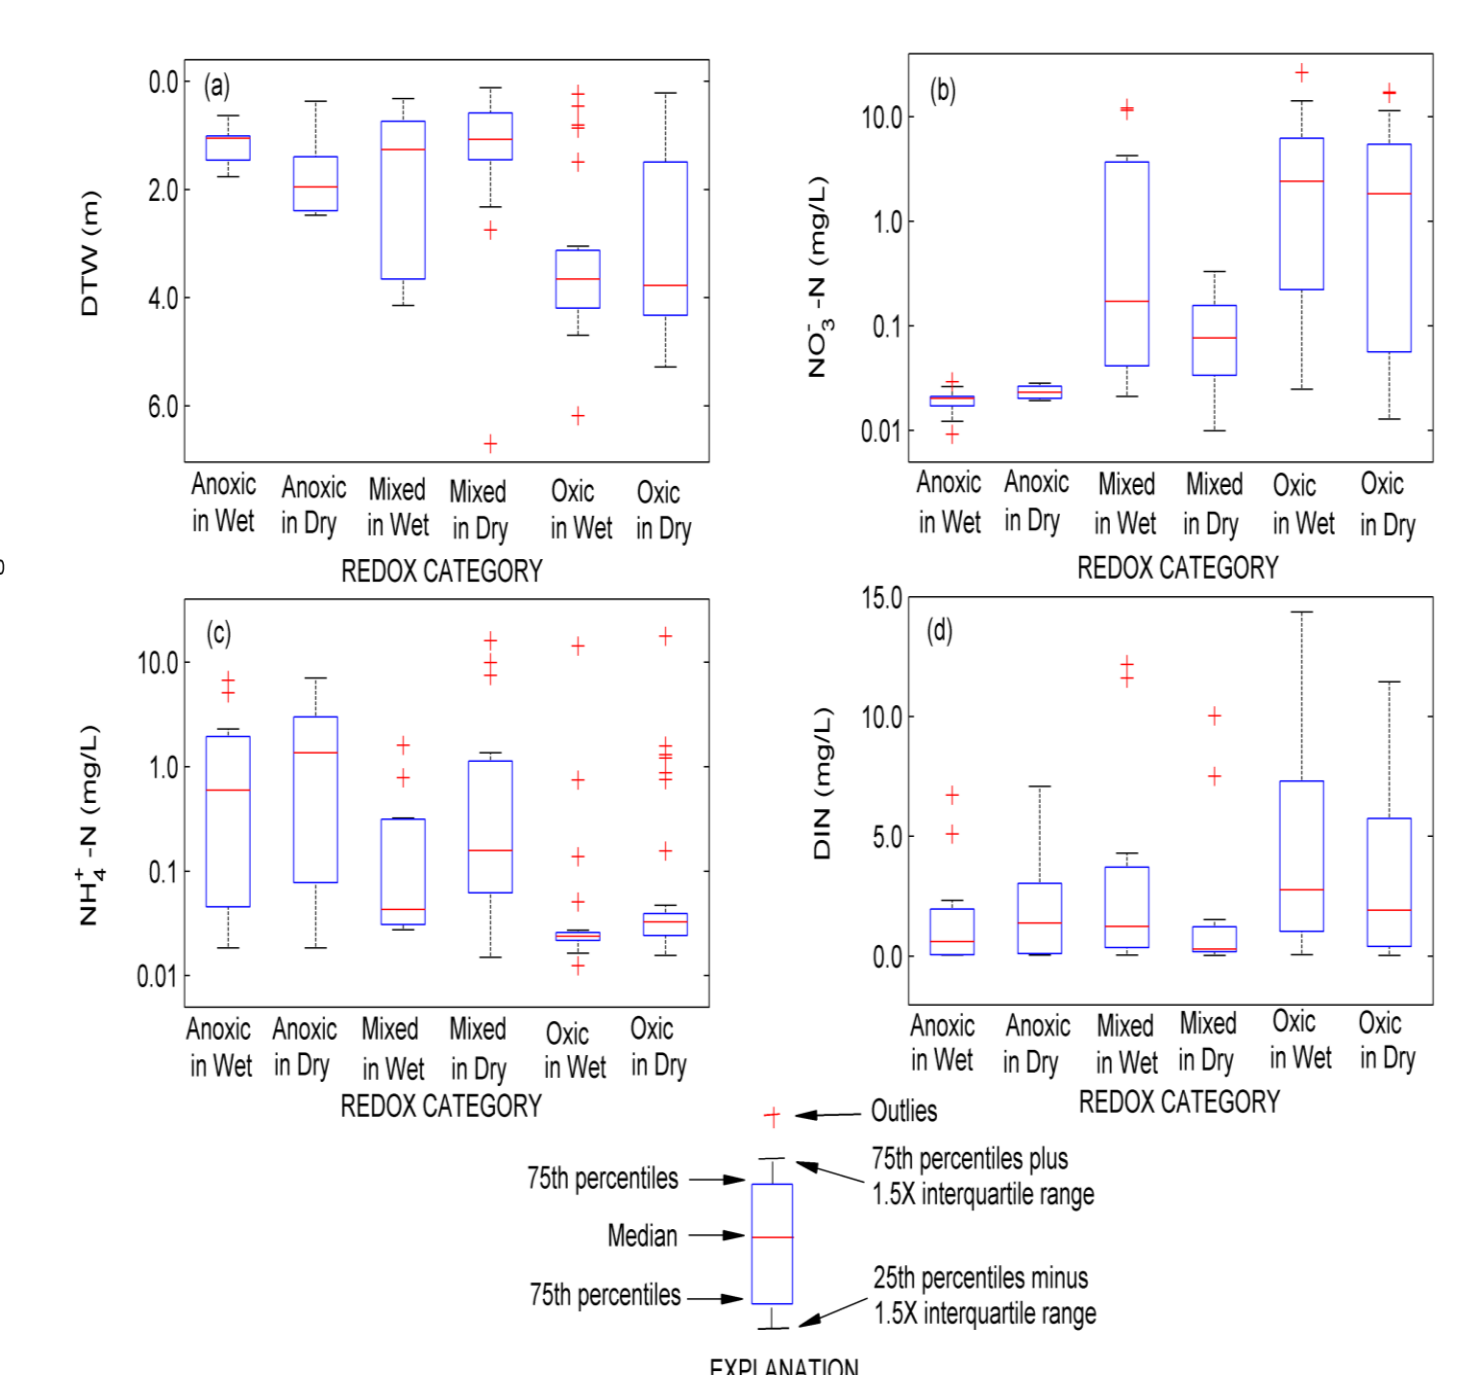 (a)
0.0
2.0
4.0
6.0
DTW (m)
Anoxic Anoxic Mixed Mixed Oxic Oxic
in Wet in Dry in Wet in Dry in Wet in Dry
REDOX CATEGORY
(b)
10.0
1.0
0.1
0.01
NO3- -N (mg/L)
Anoxic Anoxic Mixed Mixed Oxic Oxic
in Wet in Dry in Wet in Dry in Wet in Dry
REDOX CATEGORY
(c)
10.0
1.0
0.1
0.01
NH4+ -N (mg/L)
Anoxic Anoxic Mixed Mixed Oxic Oxic
in Wet in Dry in Wet in Dry in Wet in Dry
REDOX CATEGORY
(d)
15.0
10.0
5.0
0.0
DIN (mg/L)
Anoxic Anoxic Mixed Mixed Oxic Oxic
in Wet in Dry in Wet in Dry in Wet in Dry
REDOX CATEGORY
Outlies
75th percentiles plus
1.5X interquartile range
75th percentiles
Median
75th percentiles
25th percentiles minus
1.5X interquartile range
EXPLANATION